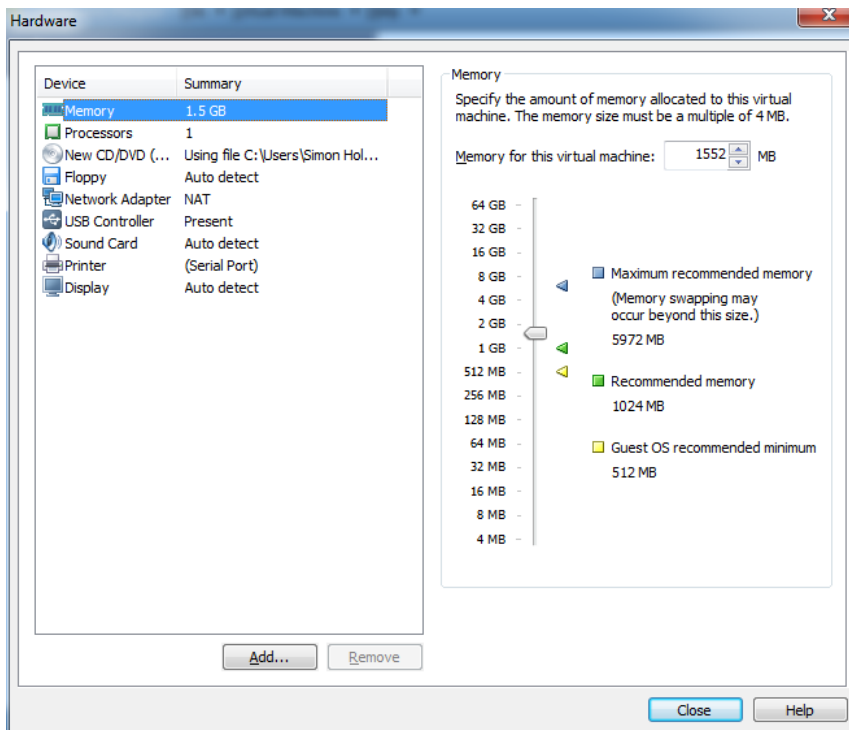 Hardware
Device Summary
Memory 1.5 GB
Processors 1
New CD/DVD (... Using file C:\Users\Simon Hol...
Floppy Auto detect
Network Adapter NAT
USB Controller Present
Sound Card Auto detect
Printer (Serial Port)
Display Auto detect
Add... Remove
Memory
Specify the amount of memory allocated to this virtual
machine. The memory size must be a multiple of 4 MB.
Memory for this virtual machine: 1552 MB
64 GB
32 GB
16 GB
8 GB
4 GB
2 GB
1 GB
512 MB
256 MB
128 MB
64 MB
32 MB
16 MB
8 MB
4 MB
Maximum recommended memory
(Memory swapping may
occur beyond this size.)
5972 MB
Recommended memory
1024 MB
Guest OS recommended minimum
512 MB
Close Help